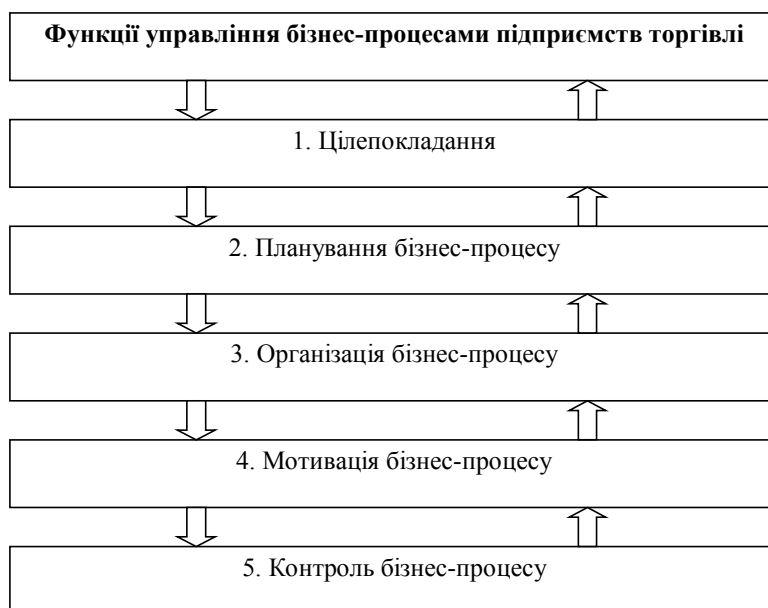 Функції управління бізнес-процесами підприємств торгівлі
1. Цілепокладання
2. Планування бізнес-процесу
3. Організація бізнес-процесу
4. Мотивація бізнес-процесу
5. Контроль бізнес-процесу